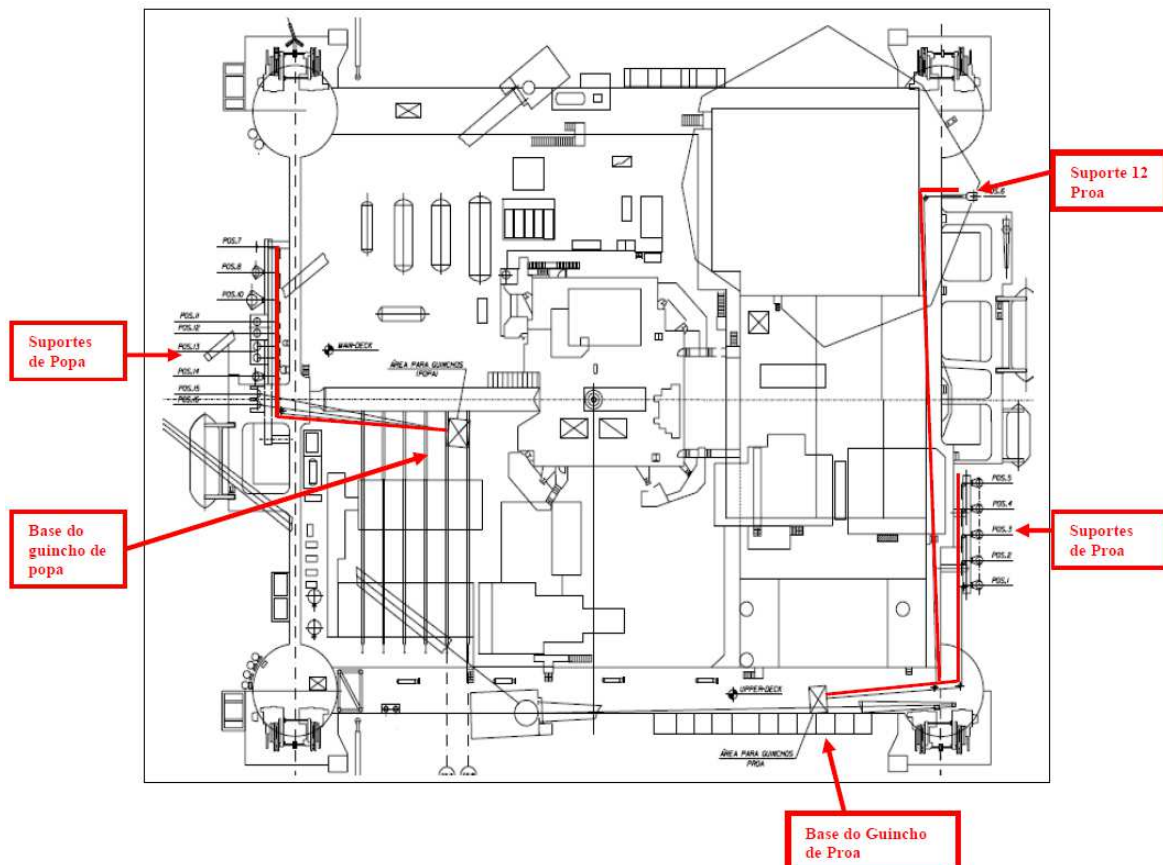 Suporte 12
Proa
POS.6
POS.7
POS.8
POS.10
POS.11
POS.12
POS.13
POS.14
POS.15
POS.16
Suportes
de Popa
MAIN-DECK
ÁREA PARA GUINCHOS
(POPA)
Base do
guincho de
popa
POS.5
POS.4
POS.3
POS.2
POS.1
Suportes
de Proa
UPPER-DECK
ÁREA PARA GUINCHOS
PROA
Base do Guincho
de Proa